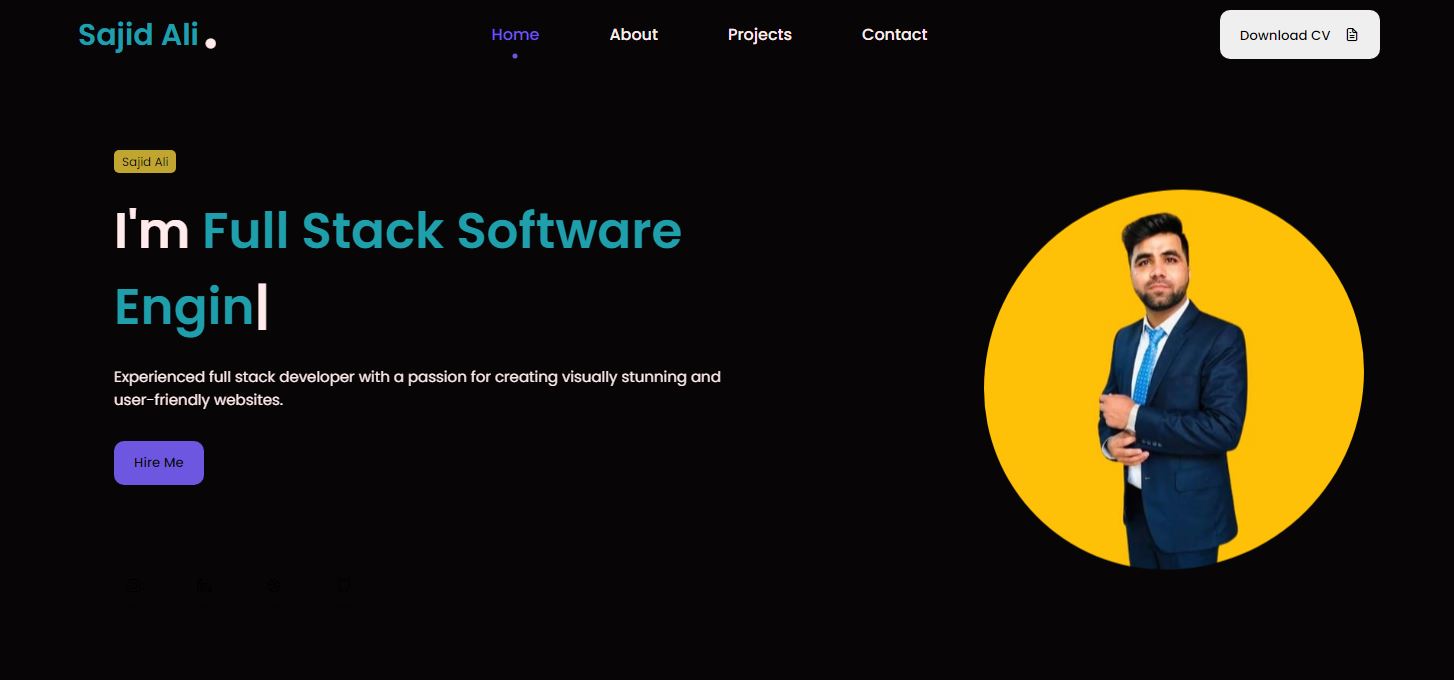 Sajid Ali .
Home
About
Projects
Contact
Download CV
Sajid Ali
I'm Full Stack Software
Engin|
Experienced full stack developer with a passion for creating visually stunning and
user-friendly websites.
Hire Me